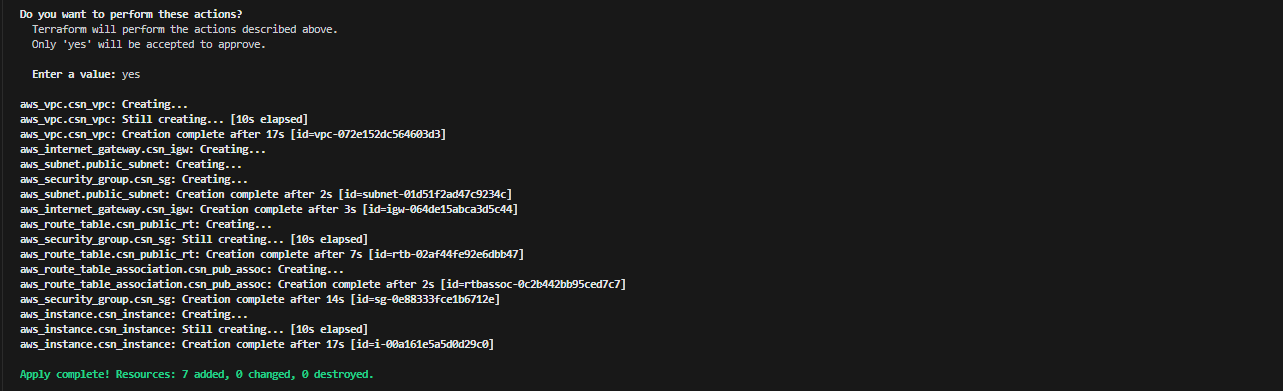 Do you want to perform these actions?
Terraform will perform the actions described above.
Only 'yes' will be accepted to approve.
Enter a value: yes
aws_vpc.csn_vpc: Creating...
aws_vpc.csn_vpc: Still creating... [10s elapsed]
aws_vpc.csn_vpc: Creation complete after 17s [id=vpc-072e152dc564603d3]
aws_internet_gateway.csn_igw: Creating...
aws_subnet.public_subnet: Creating...
aws_security_group.csn_sg: Creating...
aws_subnet.public_subnet: Creation complete after 2s [id=subnet-01d51f2ad47c9234c]
aws_internet_gateway.csn_igw: Creation complete after 3s [id=igw-064de15abca3d5c44]
aws_route_table.csn_public_rt: Creating...
aws_security_group.csn_sg: Still creating... [10s elapsed]
aws_route_table.csn_public_rt: Creation complete after 7s [id=rtb-02af44fe92e6dbb47]
aws_route_table_association.csn_pub_assoc: Creating...
aws_route_table_association.csn_pub_assoc: Creation complete after 2s [id=rtbassoc-0c2b442bb95ced7c7]
aws_security_group.csn_sg: Creation complete after 14s [id=sg-0e88333fce1b6712e]
aws_instance.csn_instance: Creating...
aws_instance.csn_instance: Still creating... [10s elapsed]
aws_instance.csn_instance: Creation complete after 17s [id=i-00a161e5a5d0d29c0]
Apply complete! Resources: 7 added, 0 changed, 0 destroyed.